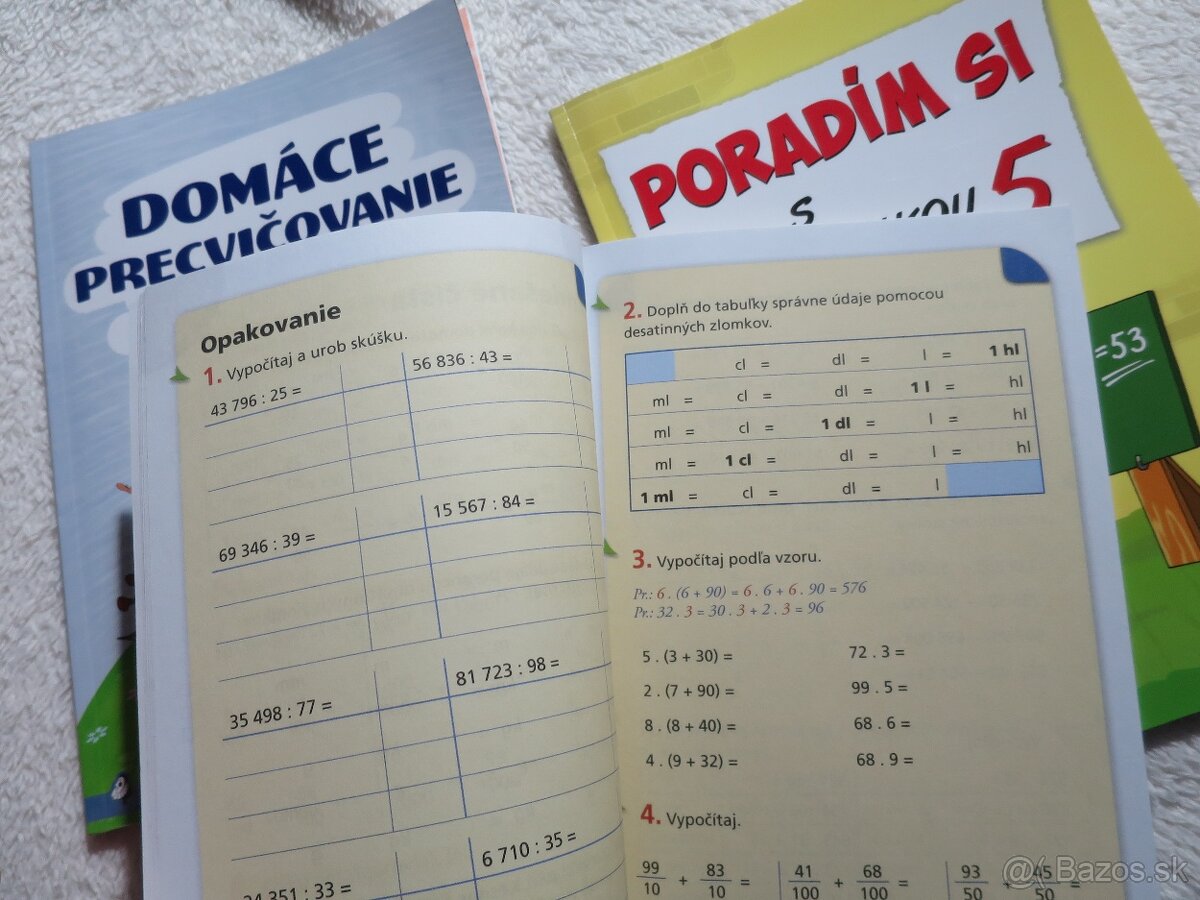 DOMÁCE
PRECVIČOVANIE
PORADÍM SI
S
5
=53
Opakovanie
1. Vypočítaj a urob skúšku.
43 796 : 25 =
56 836 : 43 =
69 346 : 39 =
15 567 : 84 =
35 498 : 77 =
81 723 : 98 =
351 : 33 =
6 710 : 35 =
2. Doplň do tabuľky správne údaje pomocou
desatinných zlomkov.
cl = dl = l = 1 hl
ml = cl = dl = 1 l = hl
ml = cl = 1 dl = l = hl
ml = 1 cl = dl = l = hl
1 ml = cl = dl = l
3. Vypočítaj podľa vzoru.
Pr.: 6 . (6 + 90) = 6 . 6 + 6 . 90 = 576
Pr.: 32 . 3 = 30 . 3 + 2 . 3 = 96
5 . (3 + 30) =
72 . 3 =
2 . (7 + 90) =
99 . 5 =
8 . (8 + 40) =
68 . 6 =
4 . (9 + 32) =
68 . 9 =
4. Vypočítaj.
99/10 + 83/10 =
41/100 + 68/100 =
93/50 + 45/50 =
Bazos.sk